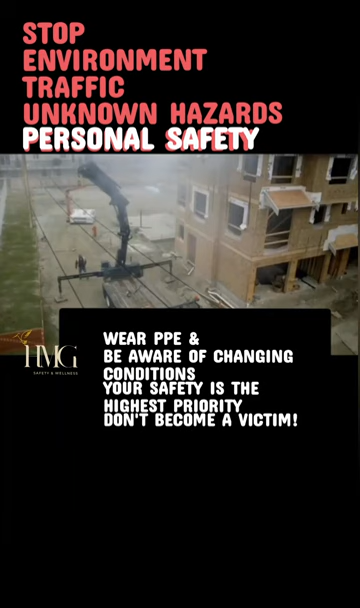 STOP
ENVIRONMENT
TRAFFIC
UNKNOWN HAZARDS
PERSONAL SAFETY
HMG
SAFETY & WELLNESS
WEAR PPE &
BE AWARE OF CHANGING
CONDITIONS
YOUR SAFETY IS THE
HIGHEST PRIORITY
DON'T BECOME A VICTIM!